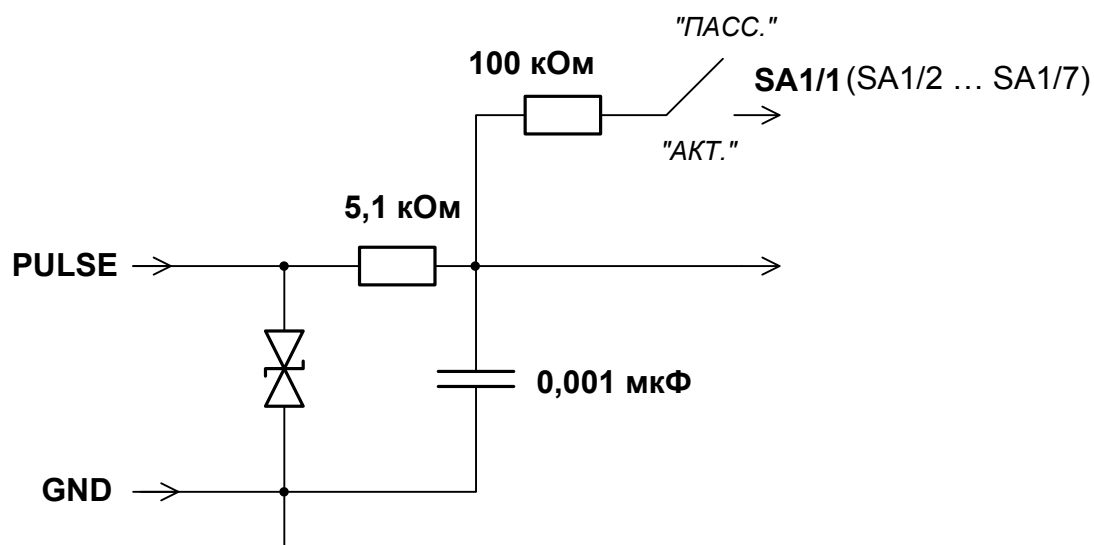 "ПАСС."
100 кОм
SA1/1 (SA1/2 ... SA1/7)
"АКТ."
5,1 кОм
PULSE
0,001 мкФ
GND